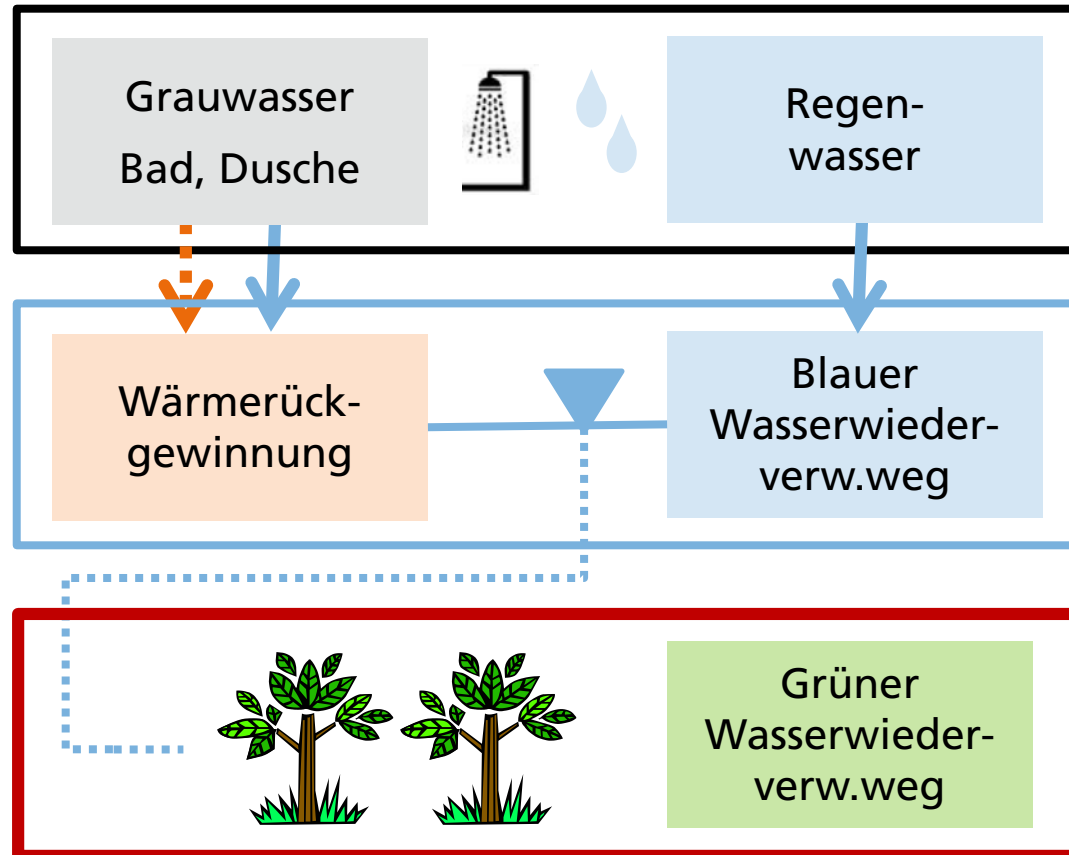 Grauwasser
Bad, Dusche
Regen-
wasser
Wärmerück-
gewinnung
Blauer
Wasserwieder-
verw.weg
Grüner
Wasserwieder-
verw.weg